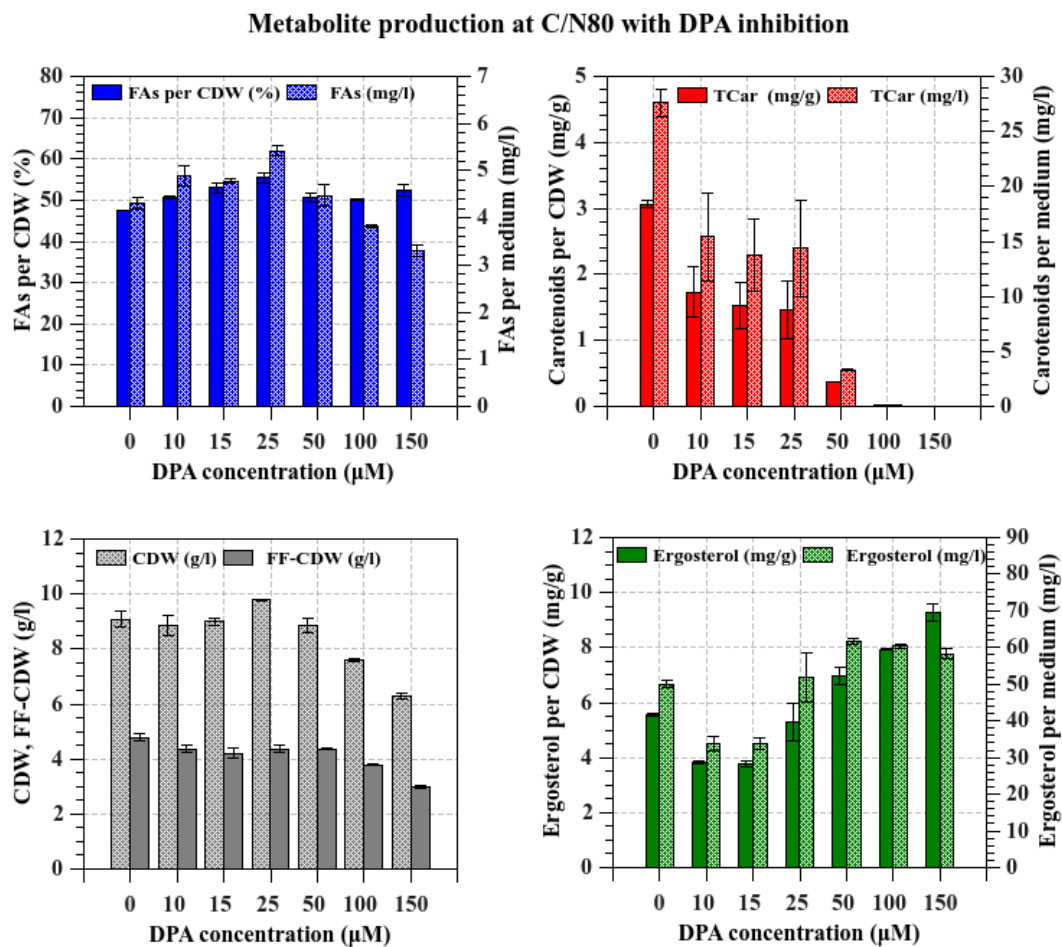 Metabolite production at C/N80 with DPA inhibition
FAs per CDW (%) FAs (mg/l)
80
70
60
50
40
30
20
10
0
7
6
5
4
3
2
1
0
FAs per CDW (%)
FAs per medium (mg/l)
0 10 15 25 50 100 150
DPA concentration (µM)
TCar (mg/g) TCar (mg/l)
5
4
3
2
1
0
30
25
20
15
10
5
0
Carotenoids per CDW (mg/g)
Carotenoids per medium (mg/l)
0 10 15 25 50 100 150
DPA concentration (µM)
CDW (g/l) FF-CDW (g/l)
12
10
8
6
4
2
0
CDW, FF-CDW (g/l)
0 10 15 25 50 100 150
DPA concentration (µM)
Ergosterol (mg/g) Ergosterol (mg/l)
12
10
8
6
4
2
0
90
80
70
60
50
40
30
20
10
0
Ergosterol per CDW (mg/g)
Ergosterol per medium (mg/l)
0 10 15 25 50 100 150
DPA concentration (µM)